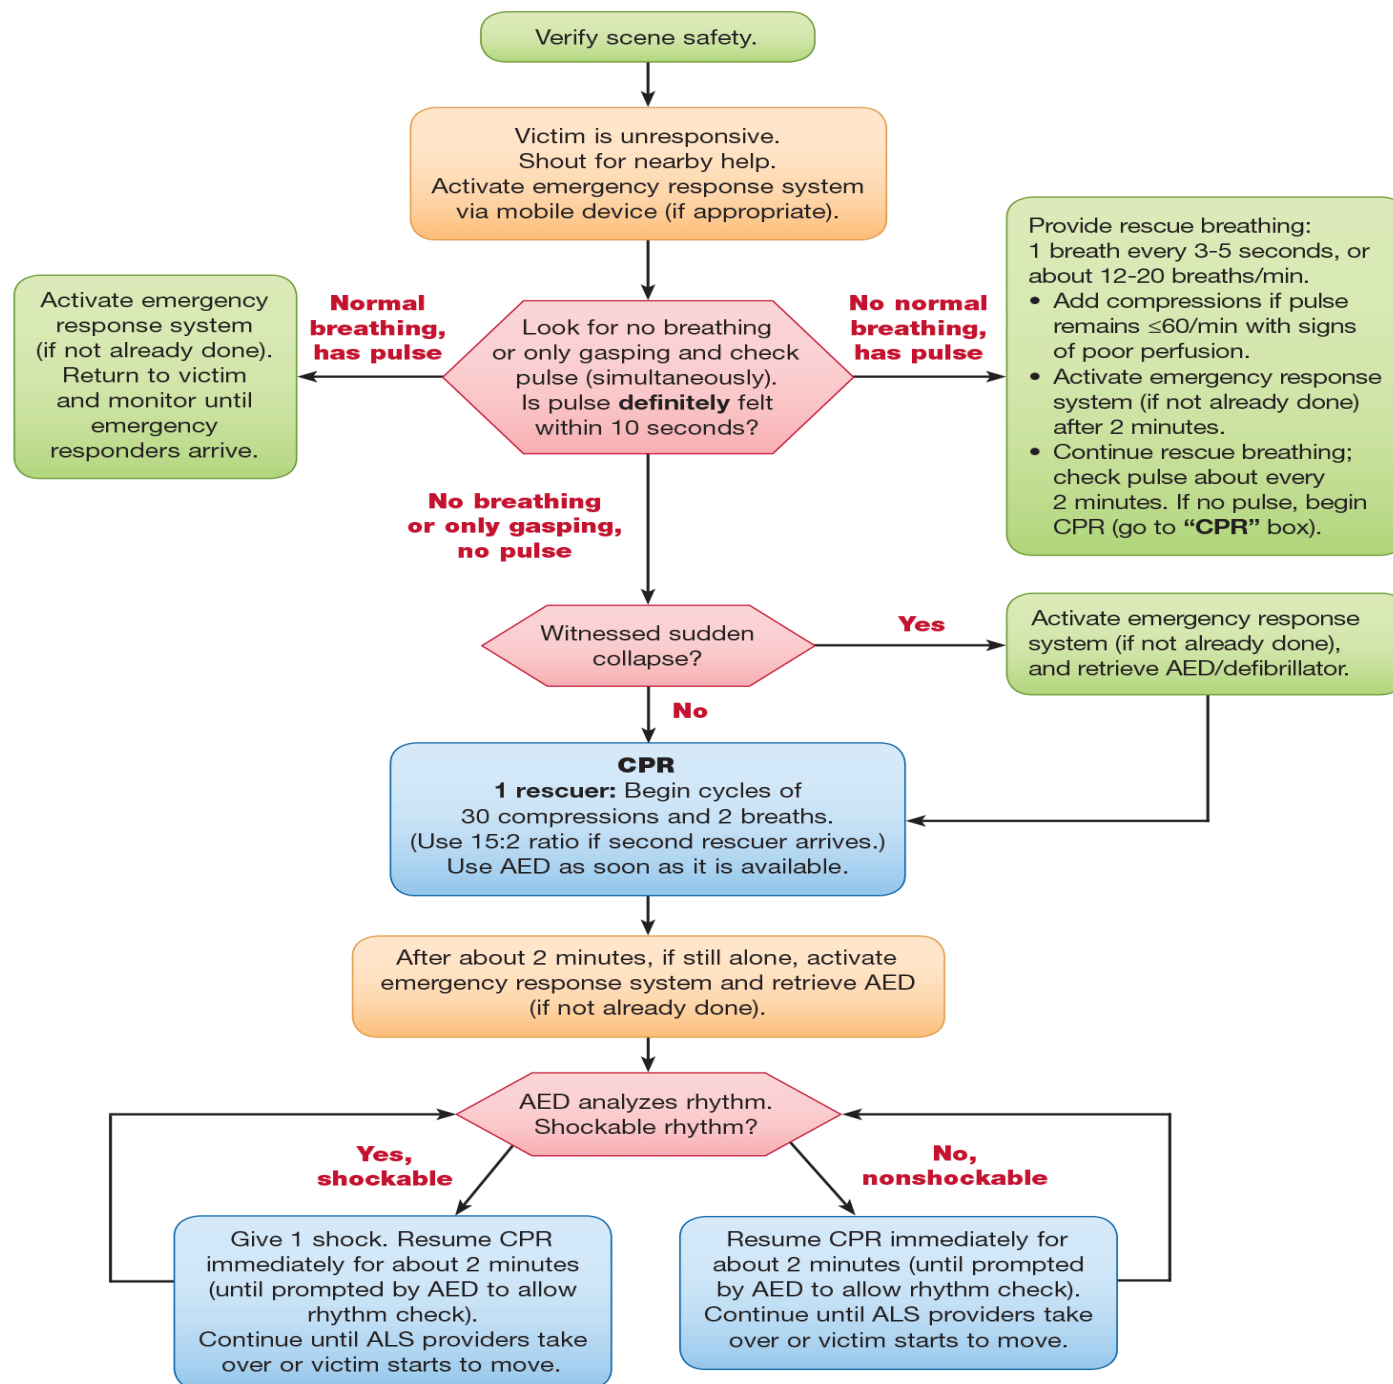 Verify scene safety.
Victim is unresponsive.
Shout for nearby help.
Activate emergency response system
via mobile device (if appropriate).
Look for no breathing
or only gasping and check
pulse (simultaneously).
Is pulse definitely felt
within 10 seconds?
Normal
breathing,
has pulse
Activate emergency
response system
(if not already done).
Return to victim
and monitor until
emergency
responders arrive.
No normal
breathing,
has pulse
Provide rescue breathing:
1 breath every 3-5 seconds, or
about 12-20 breaths/min.
• Add compressions if pulse
remains ≤60/min with signs
of poor perfusion.
• Activate emergency response
system (if not already done)
after 2 minutes.
• Continue rescue breathing;
check pulse about every
2 minutes. If no pulse, begin
CPR (go to “CPR” box).
No breathing
or only gasping,
no pulse
Witnessed sudden
collapse?
Yes
Activate emergency response
system (if not already done),
and retrieve AED/defibrillator.
No
CPR
1 rescuer: Begin cycles of
30 compressions and 2 breaths.
(Use 15:2 ratio if second rescuer arrives.)
Use AED as soon as it is available.
After about 2 minutes, if still alone, activate
emergency response system and retrieve AED
(if not already done).
AED analyzes rhythm.
Shockable rhythm?
Yes,
shockable
Give 1 shock. Resume CPR
immediately for about 2 minutes
(until prompted by AED to allow
rhythm check).
Continue until ALS providers take
over or victim starts to move.
No,
nonshockable
Resume CPR immediately for
about 2 minutes (until prompted
by AED to allow rhythm check).
Continue until ALS providers take
over or victim starts to move.